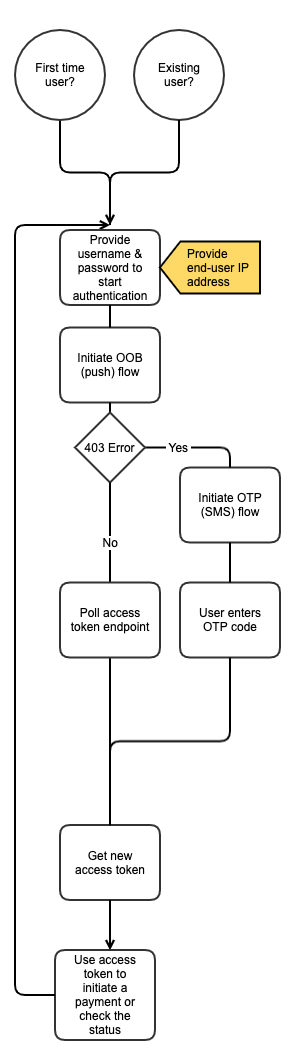 First time
user?
Existing
user?
Provide
username &
password to
start
authentication
Provide
end-user IP
address
Initiate OOB
(push) flow
403 Error
Yes
Initiate OTP
(SMS) flow
No
Poll access
token endpoint
User enters
OTP code
Get new
access token
Use access
token to
initiate a
payment or
check the
status